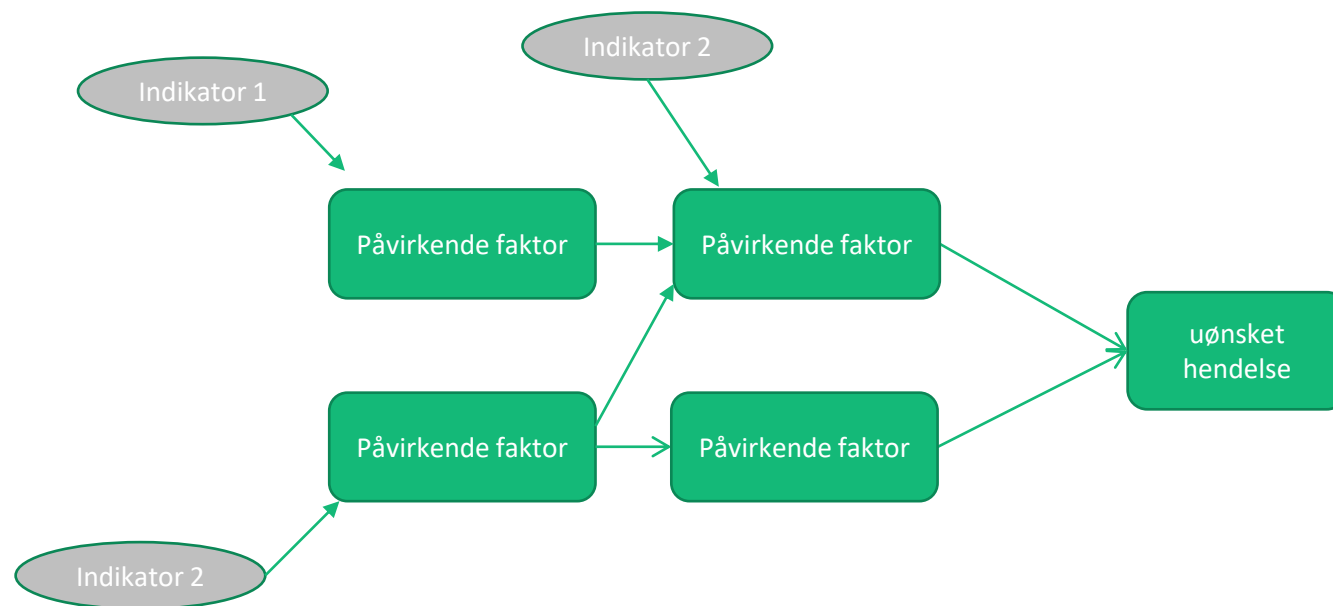 Indikator 2
Indikator 1
Påvirkende faktor
Påvirkende faktor
uønsket
hendelse
Påvirkende faktor
Påvirkende faktor
Indikator 2